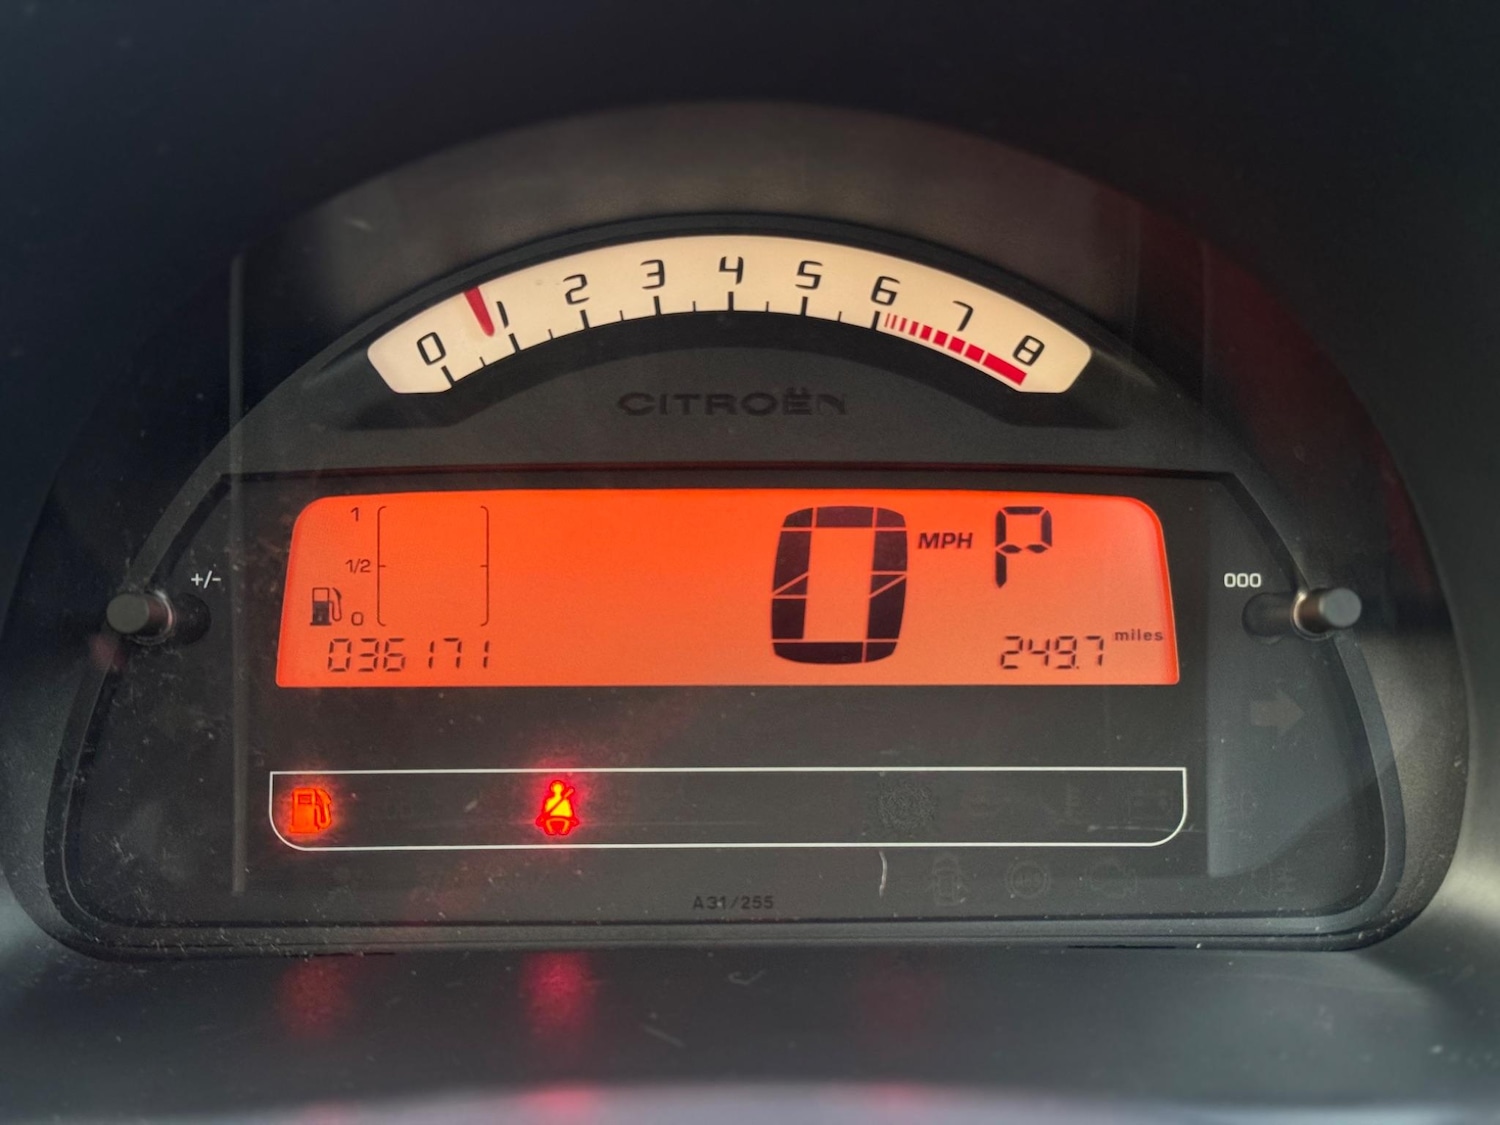 0 1 2 3 4 5 6 7 8
CITROËN
1
1/2
0
0 MPH P
036171
249.7 miles
+/-
000
A31/255